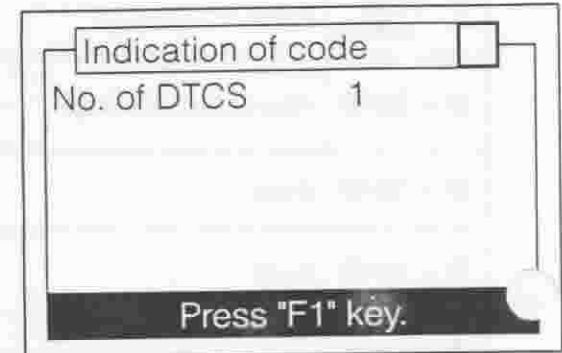 Indication of code
No. of DTCS 1
Press "F1" key.